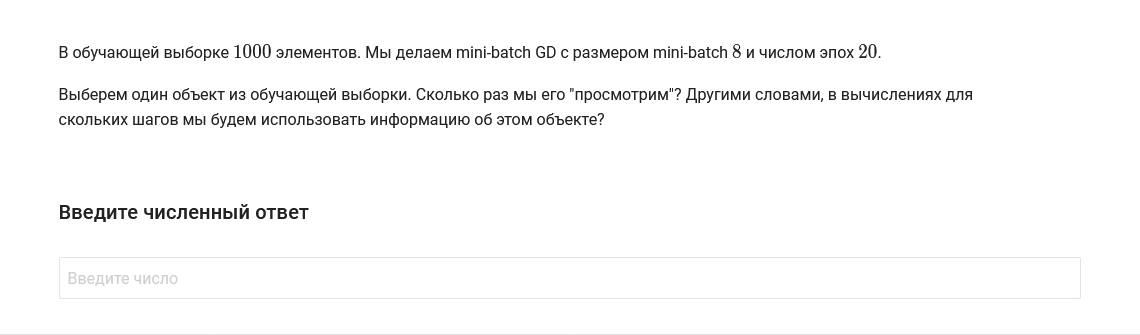 В обучающей выборке 1000 элементов. Мы делаем mini-batch GD с размером mini-batch 8 и числом эпох 20.
Выберем один объект из обучающей выборки. Сколько раз мы его "просмотрим"? Другими словами, в вычислениях для
скольких шагов мы будем использовать информацию об этом объекте?
Введите численный ответ
Введите число